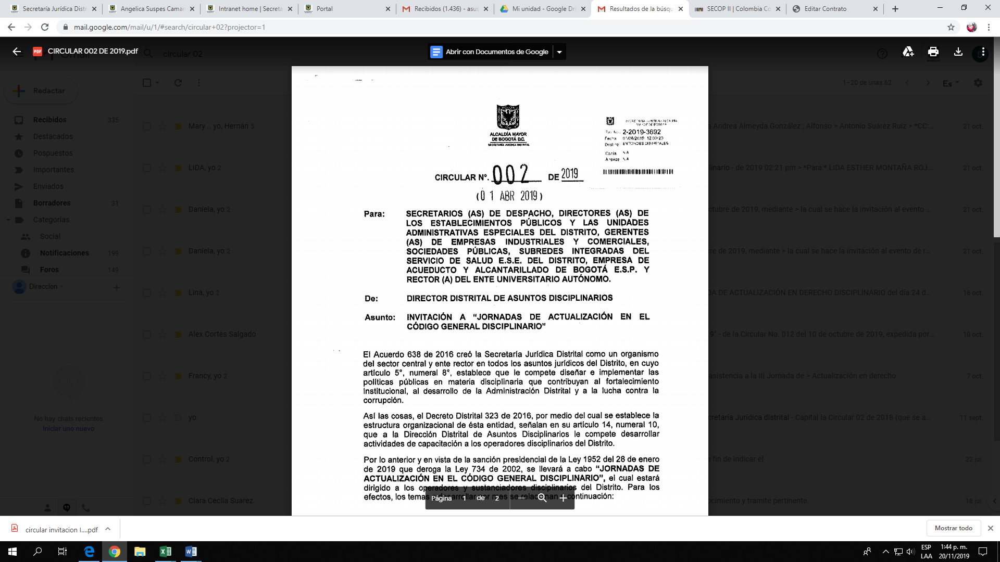 Secretaría Jurídica Distr
Angelica Suspes Camar
Intranet home | Secreta
Portal
Recibidos (1.436) - asus
Mi unidad - Google Dri
Resultados de la búsqu
SECOP II | Colombia Co
Editar Contrato
mail.google.com/mail/u/1/#search/circular+02?projector=1
PDF
CIRCULAR 002 DE 2019.pdf
circular 02
Abrir con Documentos de Google
Redactar
1–20 de unas 62
Es
Recibidos 335
Destacados
Pospuestos
Importantes
Enviados
Borradores 31
Categorías
Social
Notificaciones 199
Foros 149
Direccion
No hay chats recientes
Iniciar uno nuevo
Mary .. yo, Hernán 5
a Andrea Almeyda González ; Alfonso > Antonio Suárez Ruiz > *CC:...
21 oct.
LIDA, yo 2
plinario - de 2019 02:21 pm > *Para:* LIDA ESTHER MONTAÑA ROJ...
21 oct.
Daniela, yo 2
ctubre de 2019, mediante > la cual se hace la invitación al evento ...
21 oct.
Daniela, yo 2
re de 2019, mediante > la cual se hace la invitación al evento de r...
21 oct.
Lina, yo 2
DA DE ACTUALIZACIÓN EN DERECHO DISCIPLINARIO del día 24 d...
16 oct.
Alex Cortes Salgado
9" - de la Circular No. 012 del 10 de octubre de 2019, expedida por...
10 oct.
Francy, yo 2
asistencia a la III Jornada de > Actualización en derecho
7 oct.
yo
cretaría Jurídica distrital - Capital la Circular 02 de 2018 (que se a...
11 sept.
Control, yo 2
a fin de indicar el
22 jul.
Clara Ceclia Suarez.
ocimiento y tramite pertinente.
18 jul.
ALCALDÍA MAYOR
DE BOGOTÁ D.C.
SECRETARÍA JURÍDICA DISTRITAL
SECRETARÍA JURÍDICA - ALCALDÍA
MAYOR DE BOGOTA
2-2019-3692
Fecha 01/04/2019 12:00:20
Destino ENTIDADES DISTRITALES
Copia N/A
Anexos N/A
CIRCULAR N°. 002 DE 2019
(0 1 ABR 2019)
Para: SECRETARIOS (AS) DE DESPACHO, DIRECTORES (AS) DE
LOS ESTABLECIMIENTOS PÚBLICOS Y LAS UNIDADES
ADMINISTRATIVAS ESPECIALES DEL DISTRITO, GERENTES
(AS) DE EMPRESAS INDUSTRIALES Y COMERCIALES,
SOCIEDADES PÚBLICAS, SUBREDES INTEGRADAS DEL
SERVICIO DE SALUD E.S.E. DEL DISTRITO, EMPRESA DE
ACUEDUCTO Y ALCANTARILLADO DE BOGOTÁ E.S.P. Y
RECTOR (A) DEL ENTE UNIVERSITARIO AUTÓNOMO.
De: DIRECTOR DISTRITAL DE ASUNTOS DISCIPLINARIOS
Asunto: INVITACIÓN A “JORNADAS DE ACTUALIZACIÓN EN EL
CÓDIGO GENERAL DISCIPLINARIO”
El Acuerdo 638 de 2016 creó la Secretaría Jurídica Distrital como un organismo
del sector central y ente rector en todos los asuntos jurídicos del Distrito, en cuyo
artículo 5°, numeral 8°, establece que le compete diseñar e implementar las
políticas públicas en materia disciplinaria que contribuyan al fortalecimiento
Institucional, al desarrollo de la Administración Distrital y a la lucha contra la
corrupción.
Así las cosas, el Decreto Distrital 323 de 2016, por medio del cual se establece la
estructura organizacional de ésta entidad, señalan en su artículo 14, numeral 10,
que a la Dirección Distrital de Asuntos Disciplinarios le compete desarrollar
actividades de capacitación a los operadores disciplinarios del Distrito.
Por lo anterior y en vista de la sanción presidencial de la Ley 1952 del 28 de enero
de 2019 que deroga la Ley 734 de 2002, se llevará a cabo “JORNADAS DE
ACTUALIZACIÓN EN EL CÓDIGO GENERAL DISCIPLINARIO”, el cual estará
dirigido a los operadores y sustanciadores disciplinarios del Distrito. Para los
efectos, los temas a desarrollar por mes se relacionan a continuación:
Página 1 de 2
circular invitacion I....pdf
Mostrar todo
ESP
LAA
1:44 p. m.
20/11/2019